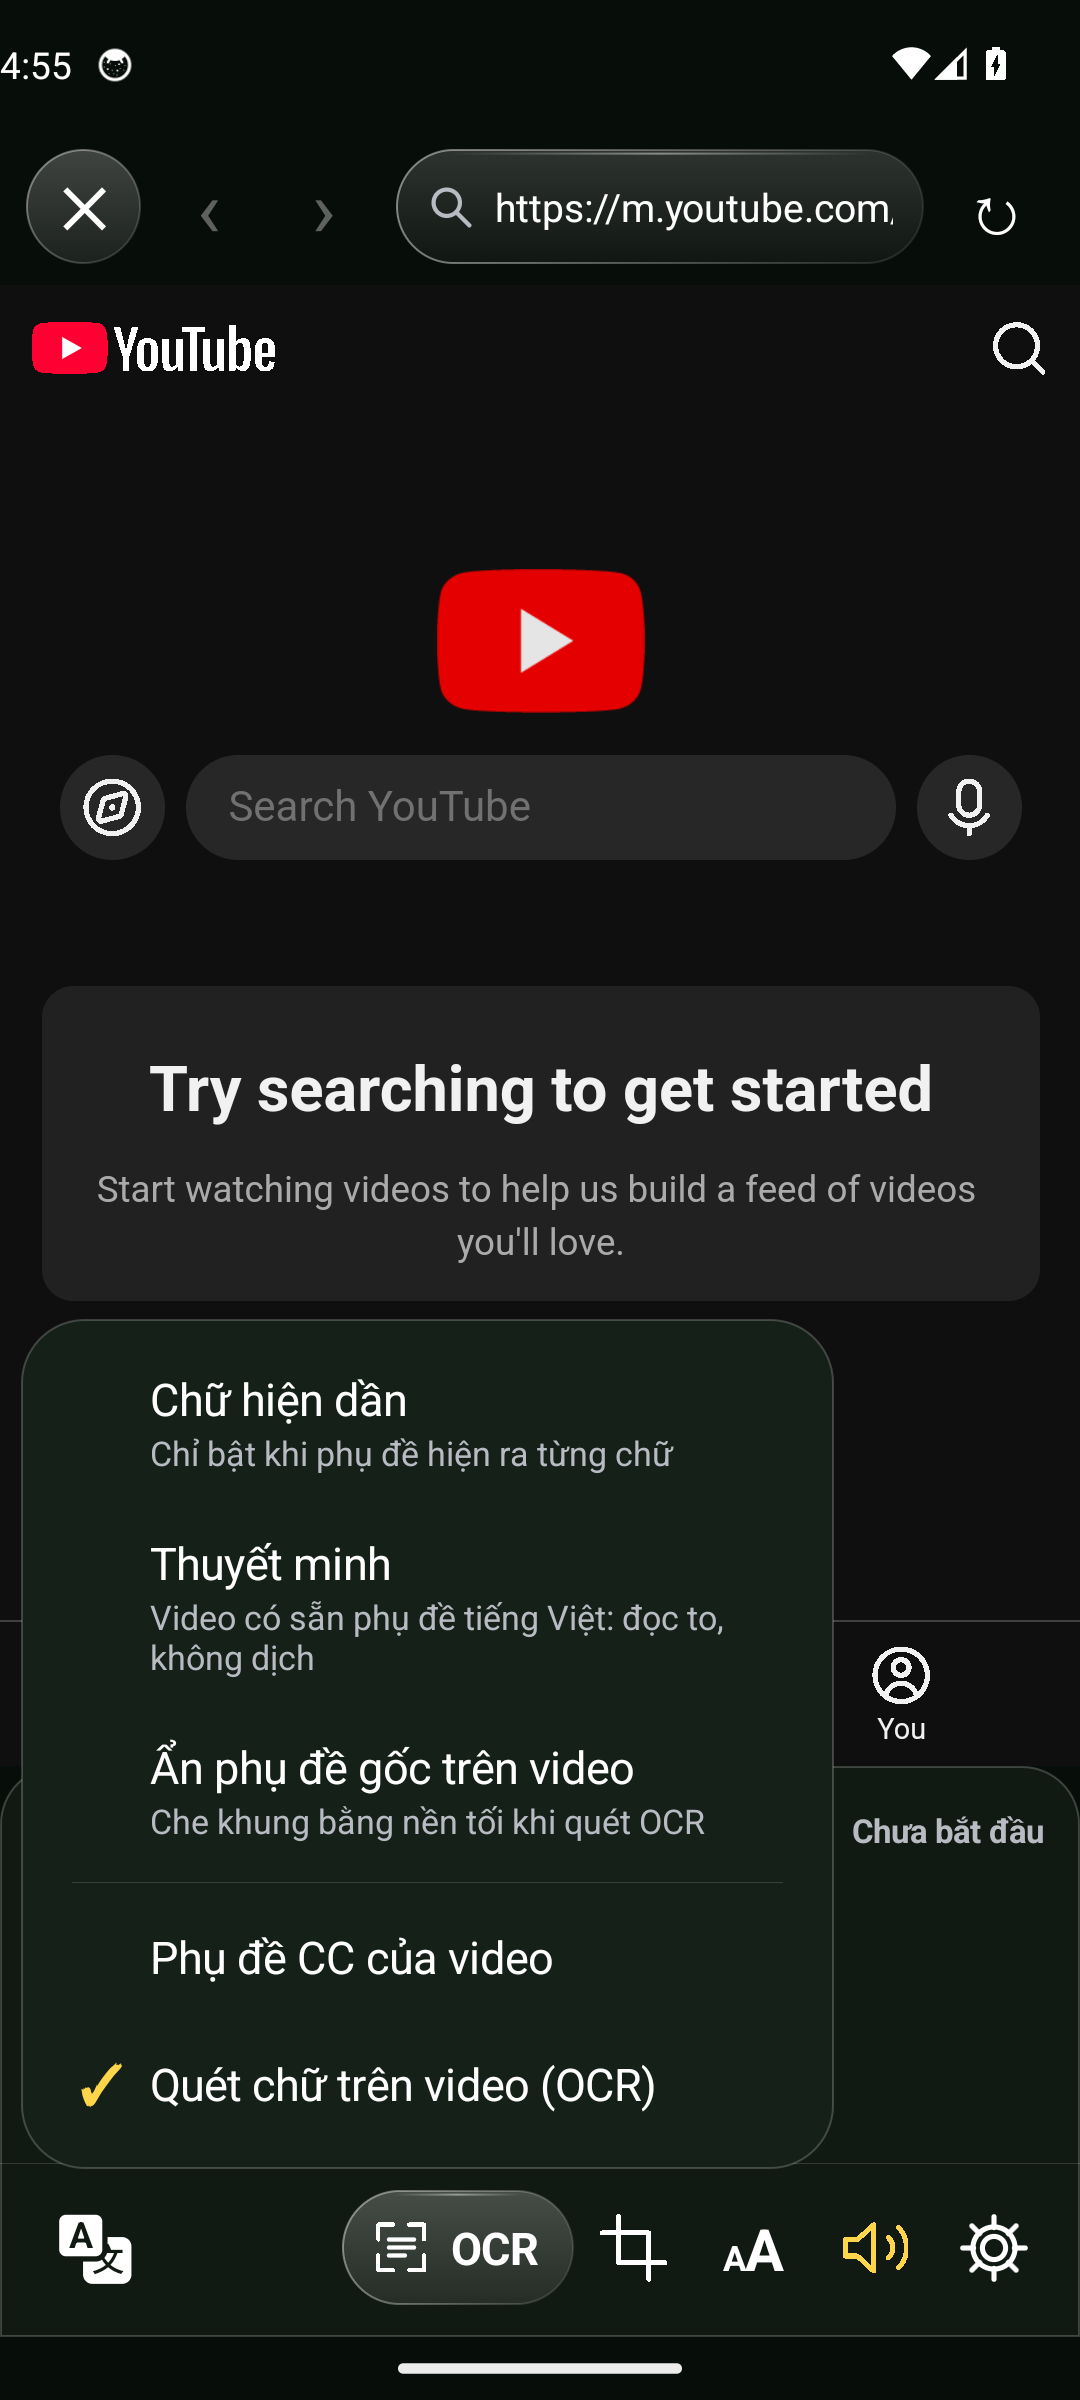 4:55
https://m.youtube.com/
YouTube
Search YouTube
Try searching to get started
Start watching videos to help us build a feed of videos
you'll love.
Chữ hiện dần
Chỉ bật khi phụ đề hiện ra từng chữ
Thuyết minh
Video có sẵn phụ đề tiếng Việt: đọc to,
không dịch
You
Ẩn phụ đề gốc trên video
Che khung bằng nền tối khi quét OCR
Chưa bắt đầu
Phụ đề CC của video
Quét chữ trên video (OCR)
A文
OCR
AA